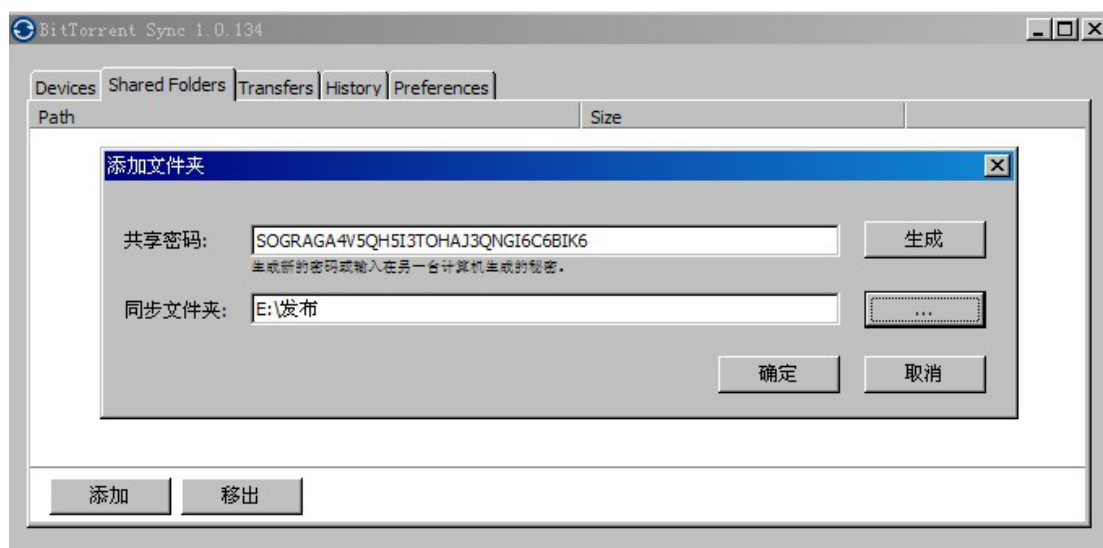 BitTorrent Sync 1.0.134
Devices Shared Folders Transfers History Preferences
Path Size
添加文件夹
共享密码: SOGRAGA4V5QH5I3TOHAJ3QNGI6C6BIK6 生成
生成新的密码或输入在另一台计算机生成的秘密.
同步文件夹: E:\发布 ...
确定 取消
添加 移出